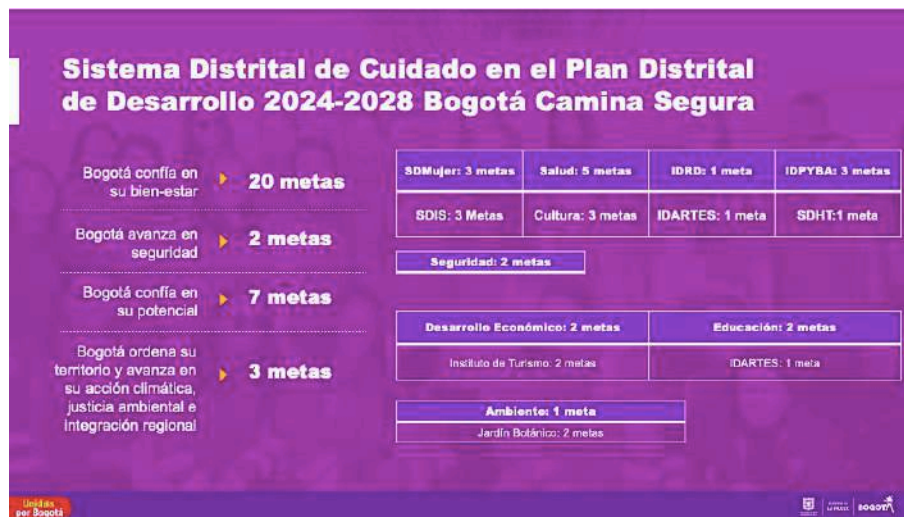 Sistema Distrital de Cuidado en el Plan Distrital
de Desarrollo 2024-2028 Bogotá Camina Segura
Bogotá confía en
su bien-estar
20 metas
Bogotá avanza en
seguridad
2 metas
Bogotá confía en
su potencial
7 metas
Bogotá ordena su
territorio y avanza en
su acción climática,
justicia ambiental e
integración regional
3 metas
SDMujer: 3 metas
Salud: 5 metas
IDRD: 1 meta
IDPYBA: 3 metas
SDIS: 3 Metas
Cultura: 3 metas
IDARTES: 1 meta
SDHT:1 meta
Seguridad: 2 metas
Desarrollo Económico: 2 metas
Educación: 2 metas
Instituto de Turismo: 2 metas
IDARTES: 1 meta
Ambiente: 1 meta
Jardín Botánico: 2 metas
por Bogotá
BOGOTÁ